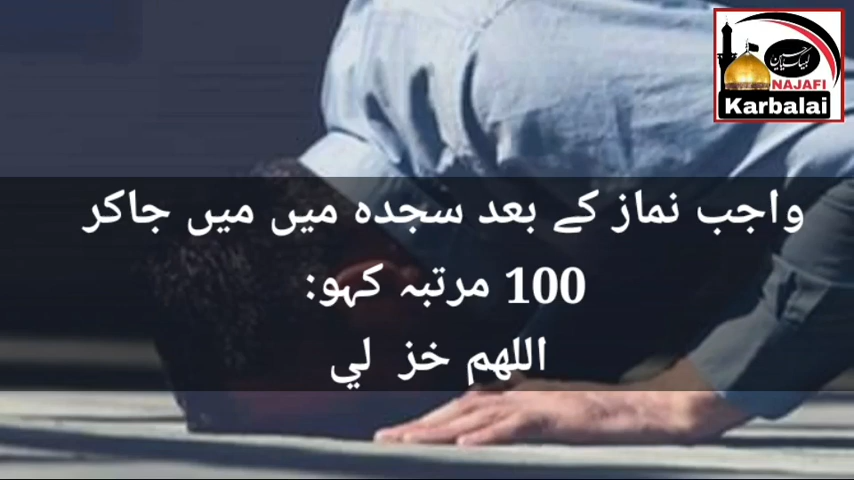 NAJAFI
Karbalai
واجب نماز کے بعد سجدہ میں میں جاکر
100 مرتبہ کہو:
اللهم خز لي